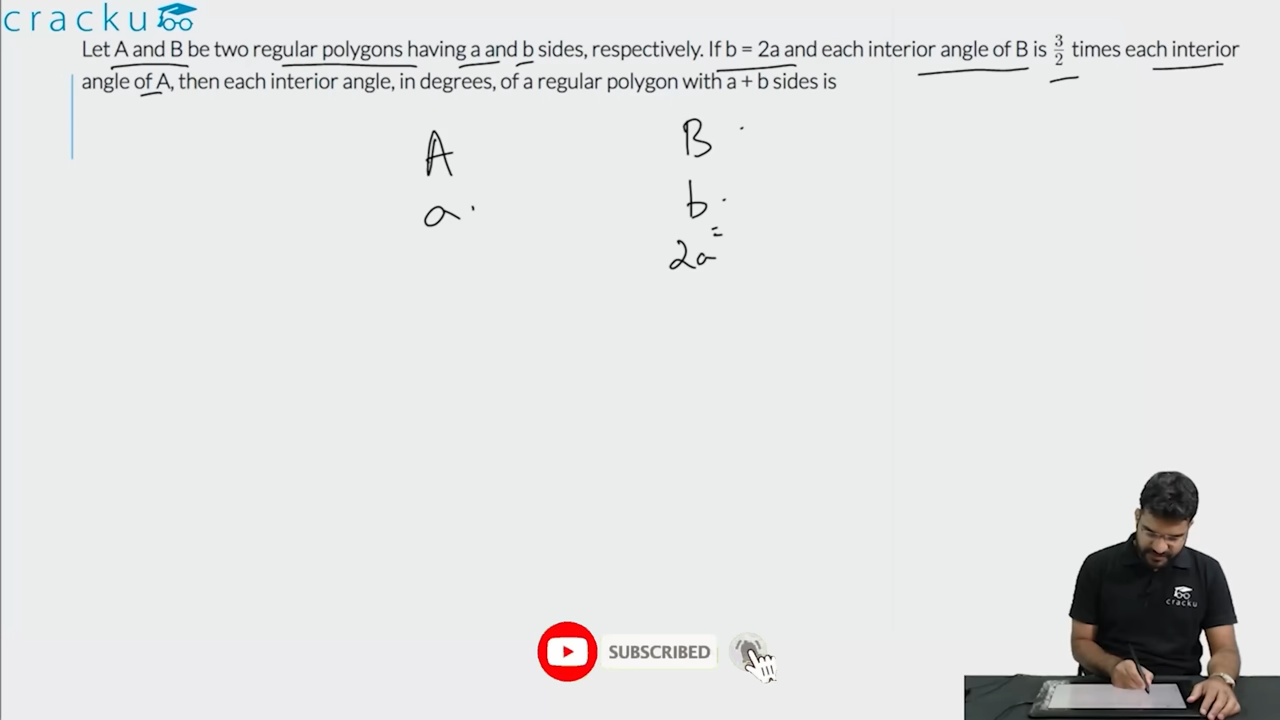 cracku
Let A and B be two regular polygons having a and b sides, respectively. If b = 2a and each interior angle of B is 3/2 times each interior
angle of A, then each interior angle, in degrees, of a regular polygon with a + b sides is
A B
a b
=
2a
SUBSCRIBED
cracku